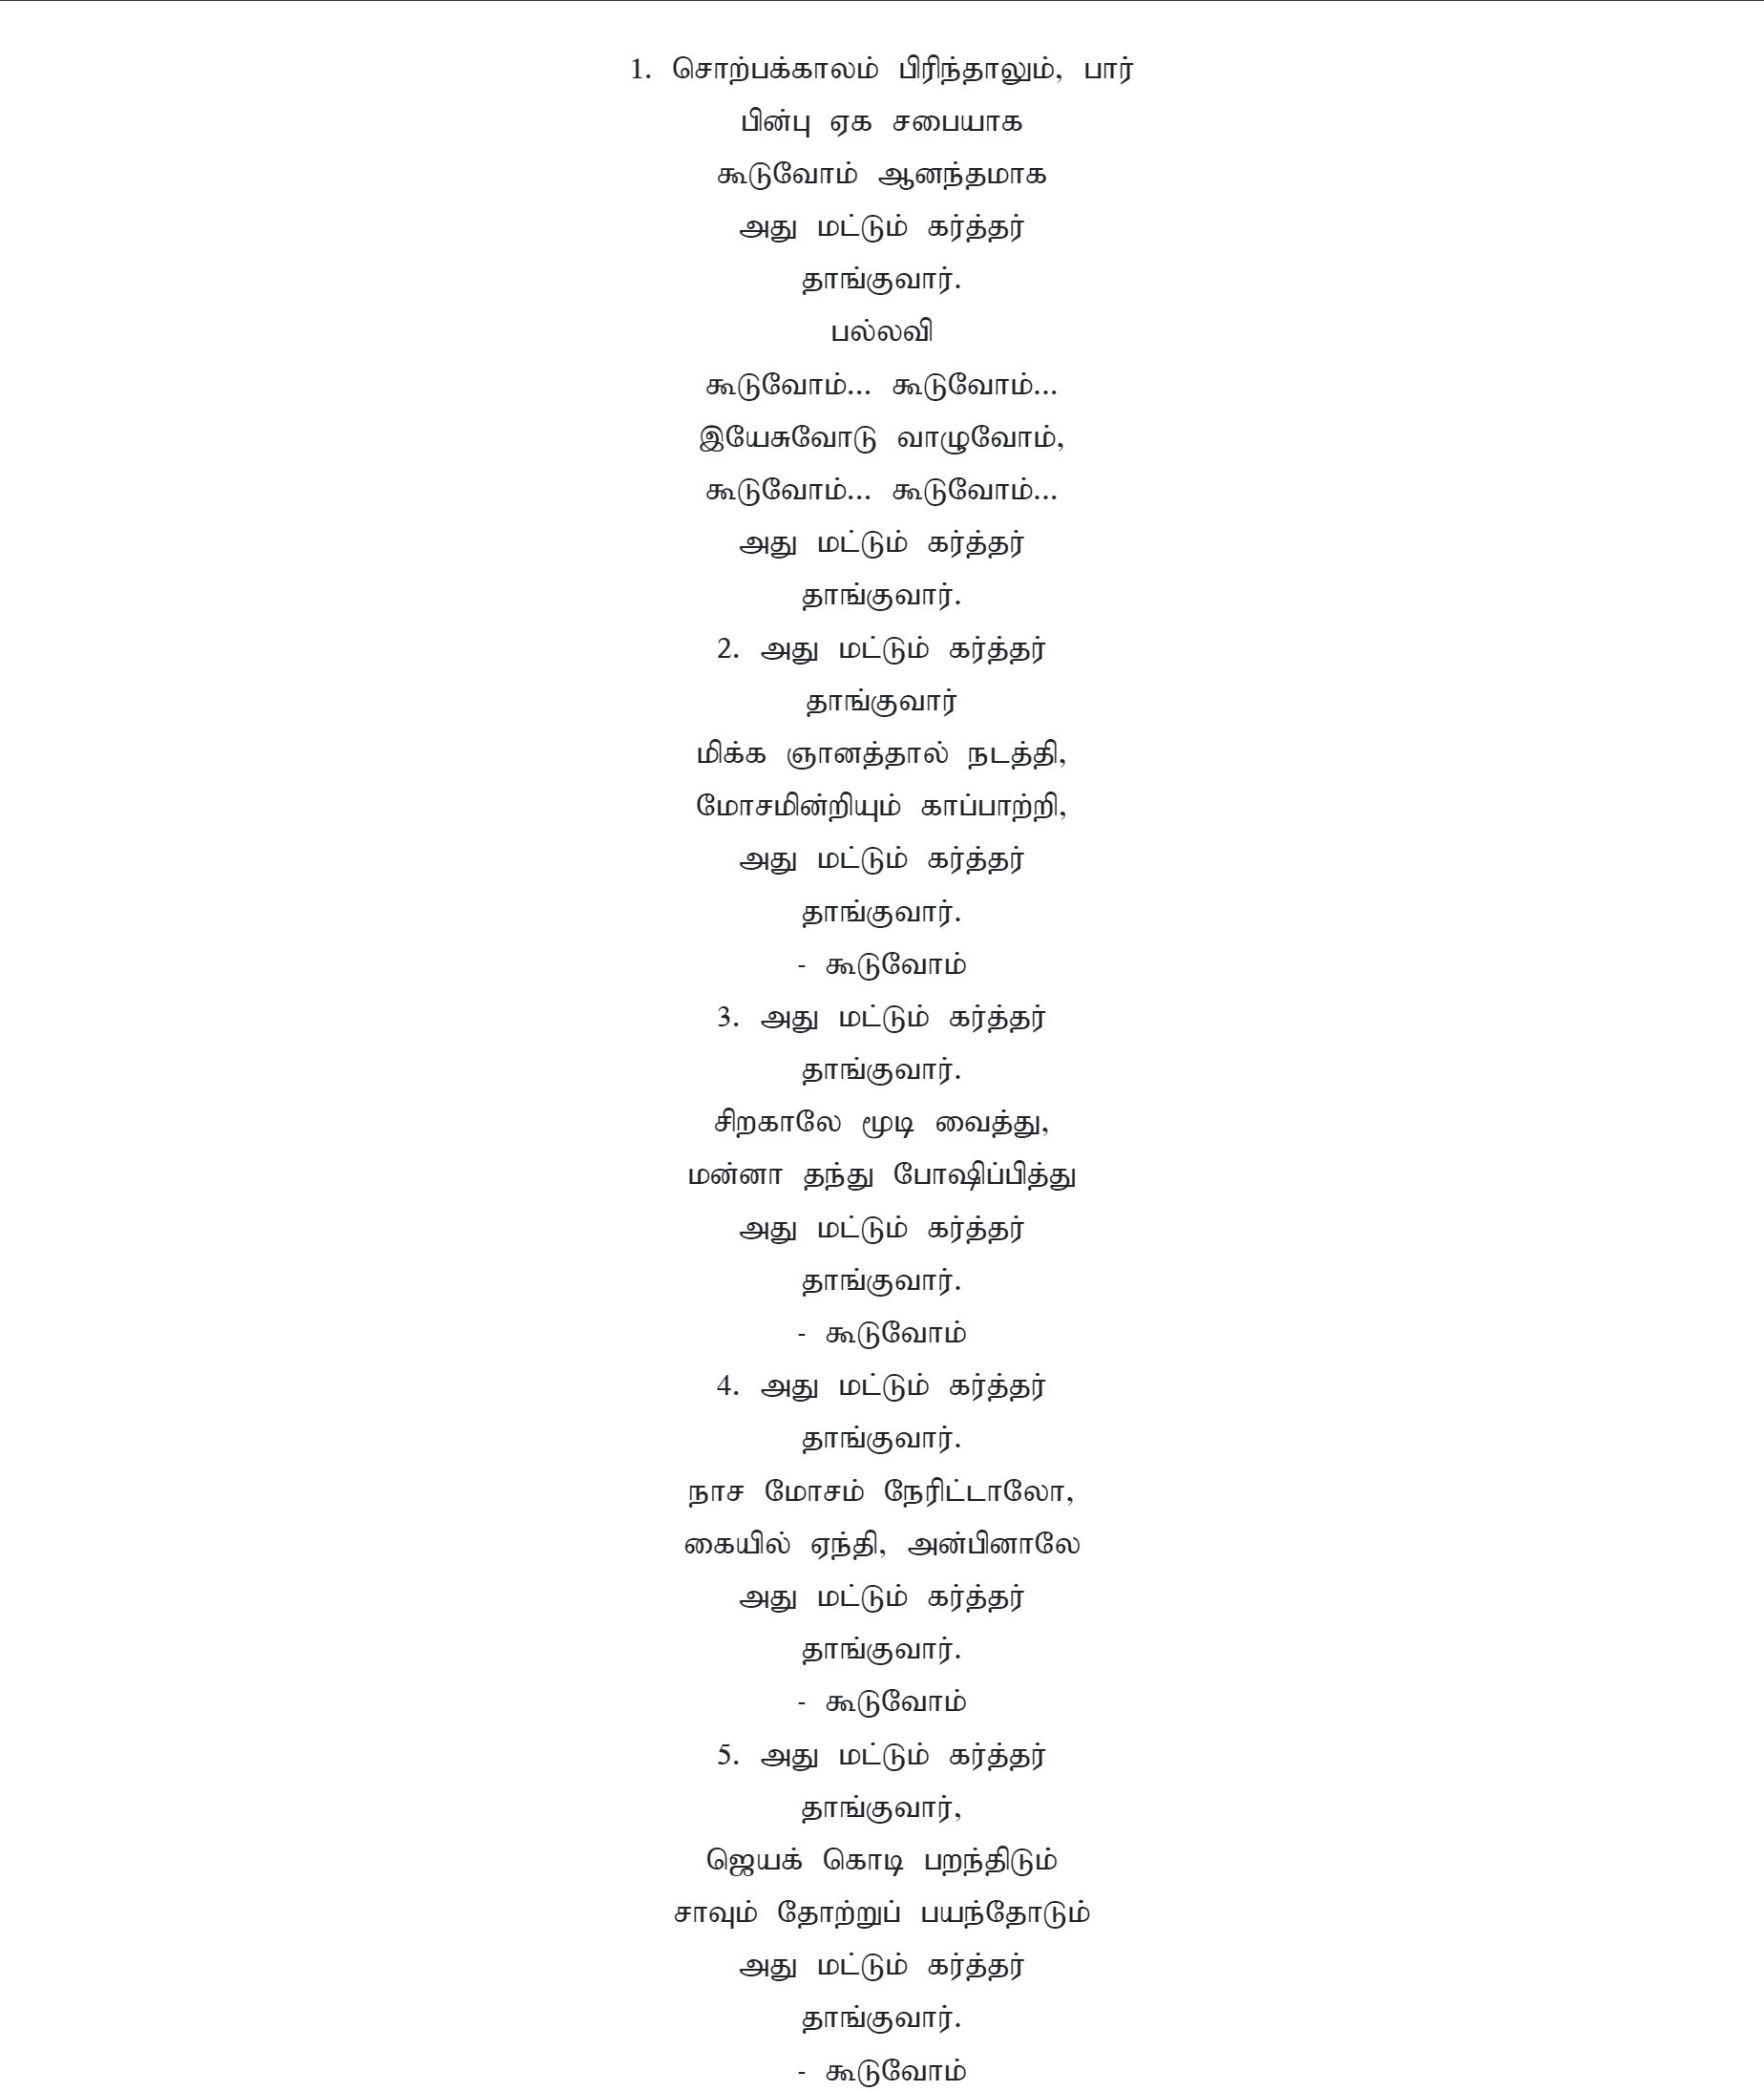 1. சொற்பக்காலம் பிரிந்தாலும், பார்
பின்பு ஏக சபையாக
கூடுவோம் ஆனந்தமாக
அது மட்டும் கர்த்தர்
தாங்குவார்.
பல்லவி
கூடுவோம்... கூடுவோம்...
இயேசுவோடு வாழுவோம்,
கூடுவோம்... கூடுவோம்...
அது மட்டும் கர்த்தர்
தாங்குவார்.
2. அது மட்டும் கர்த்தர்
தாங்குவார்
மிக்க ஞானத்தால் நடத்தி,
மோசமின்றியும் காப்பாற்றி,
அது மட்டும் கர்த்தர்
தாங்குவார்.
- கூடுவோம்
3. அது மட்டும் கர்த்தர்
தாங்குவார்.
சிறகாலே மூடி வைத்து,
மன்னா தந்து போஷிப்பித்து
அது மட்டும் கர்த்தர்
தாங்குவார்.
- கூடுவோம்
4. அது மட்டும் கர்த்தர்
தாங்குவார்.
நாச மோசம் நேரிட்டாலோ,
கையில் ஏந்தி, அன்பினாலே
அது மட்டும் கர்த்தர்
தாங்குவார்.
- கூடுவோம்
5. அது மட்டும் கர்த்தர்
தாங்குவார்,
ஜெயக் கொடி பறந்திடும்
சாவும் தோற்றுப் பயந்தோடும்
அது மட்டும் கர்த்தர்
தாங்குவார்.
- கூடுவோம்